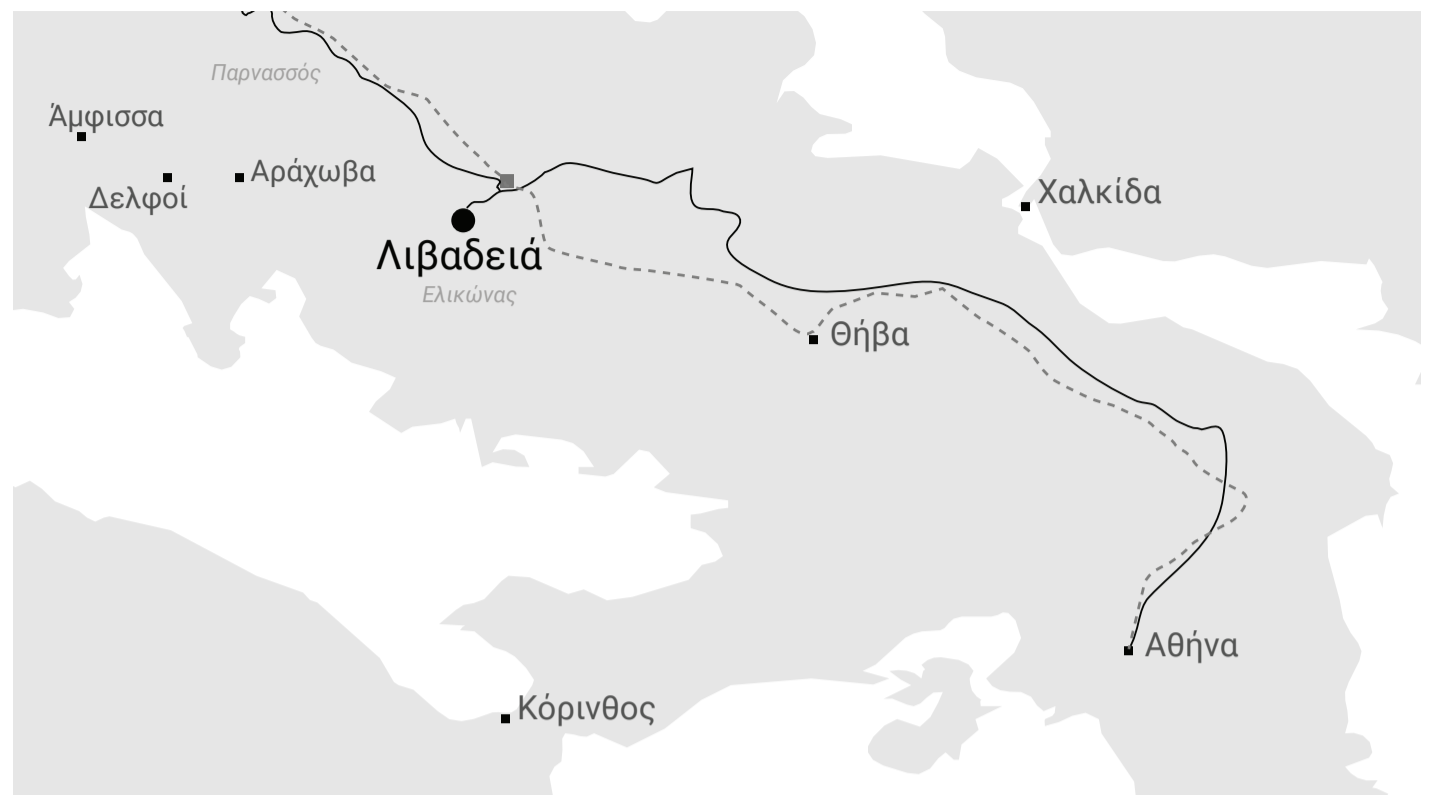 Παρνασσός
Άμφισσα
Αράχωβα
Δελφοί
Χαλκίδα
Λιβαδειά
Ελικώνας
Θήβα
Αθήνα
Κόρινθος